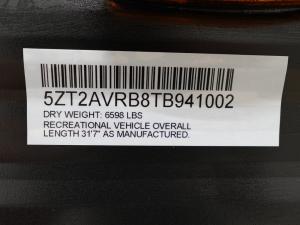 5ZT2AVRB8TB941002
DRY WEIGHT: 6598 LBS
RECREATIONAL VEHICLE OVERALL
LENGTH 31'7" AS MANUFACTURED.